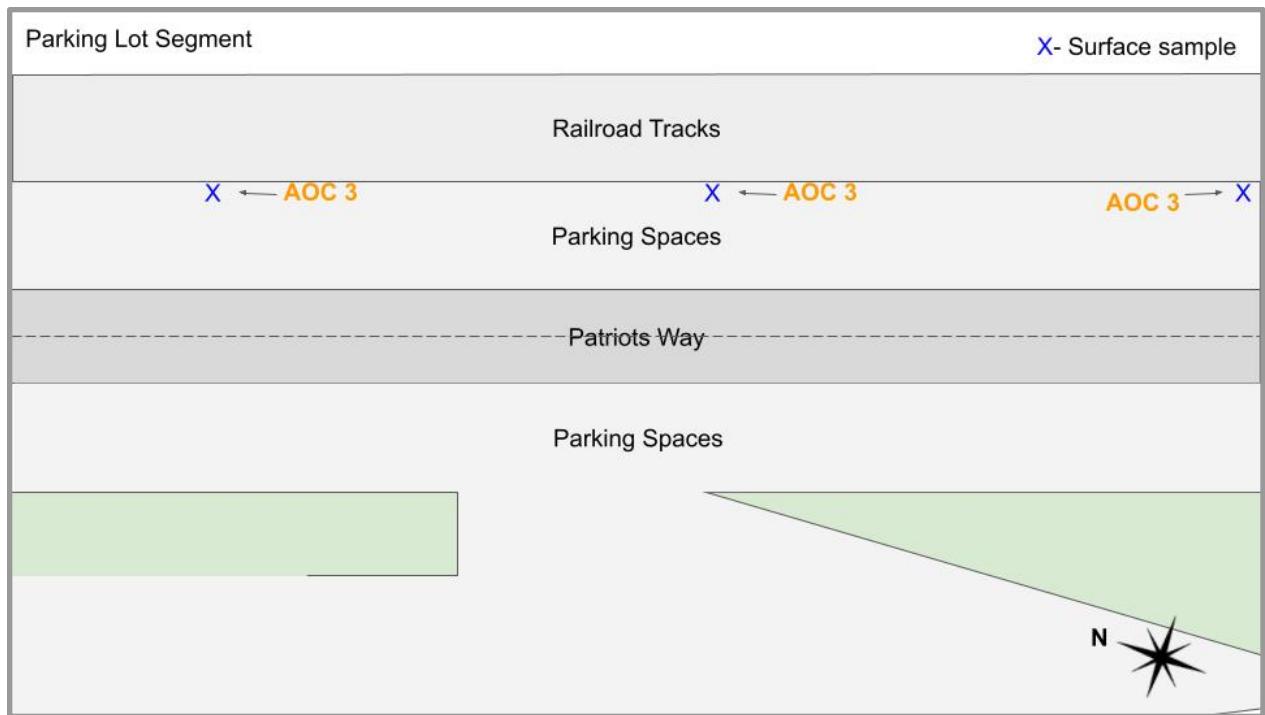 Parking Lot Segment
X- Surface sample
Railroad Tracks
X AOC 3 X AOC 3 AOC 3 X
Parking Spaces
Patriots Way
Parking Spaces
N